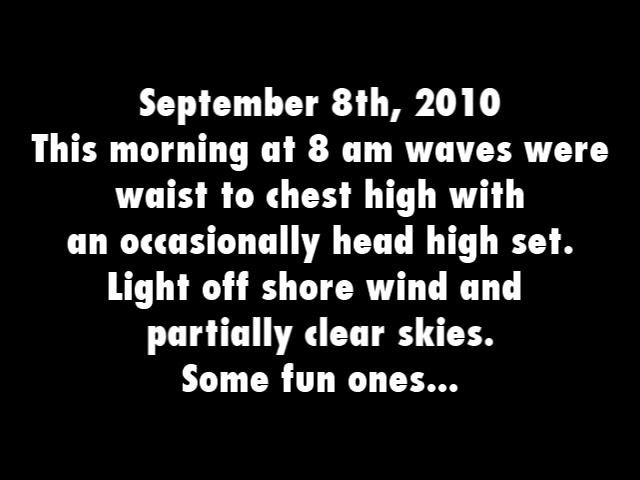 September 8th, 2010
This morning at 8 am waves were
waist to chest high with
an occasionally head high set.
Light off shore wind and
partially clear skies.
Some fun ones...